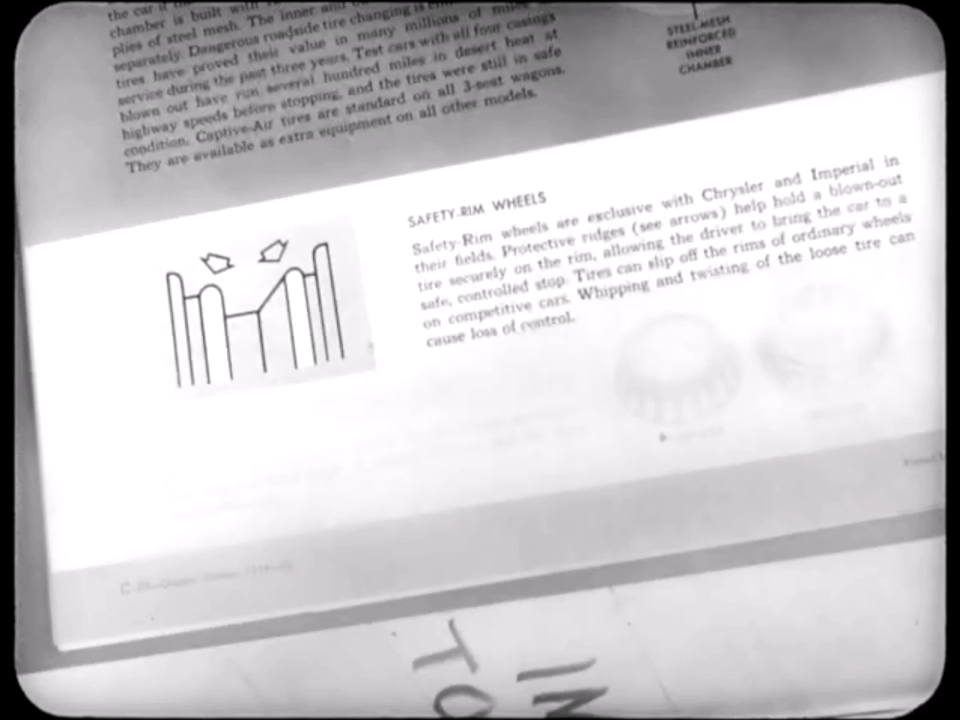 the car if
chamber is built with
plies of steel mesh. The inner and
separately. Dangerous roadside tire changing is
tires have proved their value in many millions of miles
service during the past three years. Test cars with all four casings
blown out have run several hundred miles in desert heat at
highway speeds before stopping, and the tires were still in safe
condition. Captive-Air tires are standard on all 3-seat wagons.
They are available as extra equipment on all other models.
STEEL-MESH
REINFORCED
INNER
CHAMBER
SAFETY-RIM WHEELS
Safety-Rim wheels are exclusive with Chrysler and Imperial in
their fields. Protective ridges (see arrows) help hold a blown-out
tire securely on the rim, allowing the driver to bring the car to a
safe, controlled stop. Tires can slip off the rims of ordinary wheels
on competitive cars. Whipping and twisting of the loose tire can
cause loss of control.
IN
TO